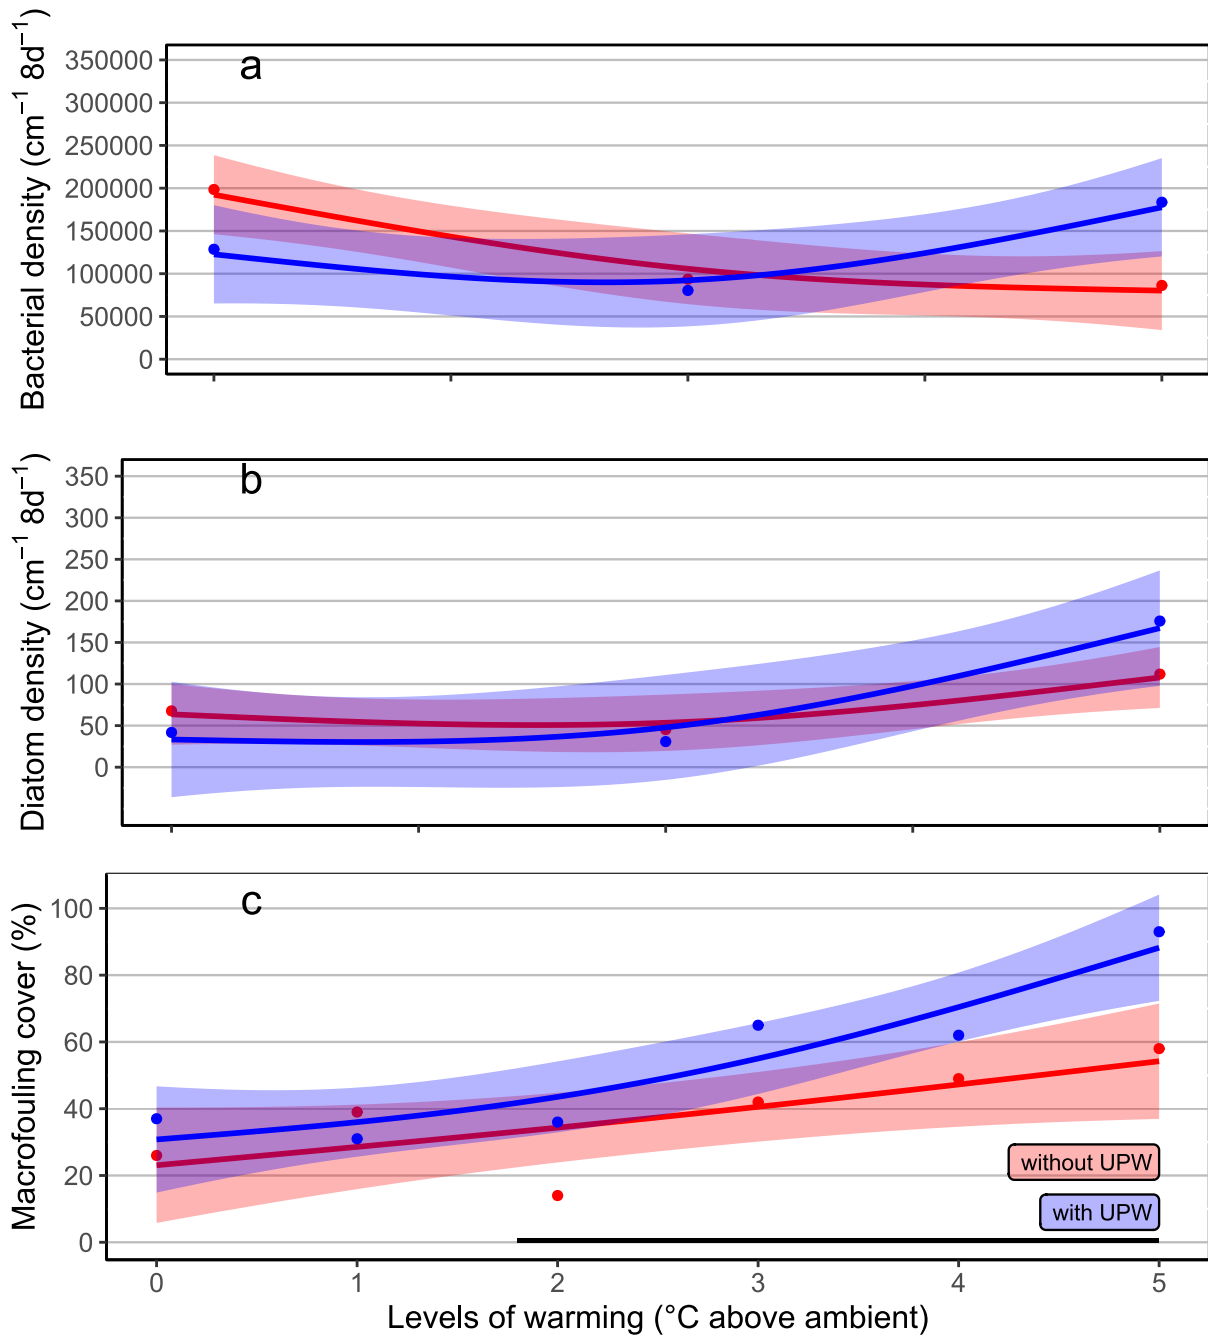 Bacterial density (cm⁻¹ 8d⁻¹)
a
350000
300000
250000
200000
150000
100000
50000
0
Diatom density (cm⁻¹ 8d⁻¹)
b
350
300
250
200
150
100
50
0
Macrofouling cover (%)
c
100
80
60
40
20
0
without UPW
with UPW
0 1 2 3 4 5
Levels of warming (°C above ambient)